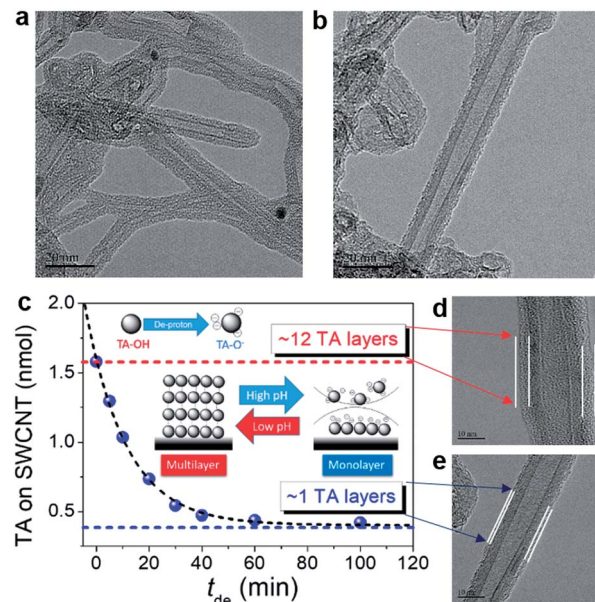 a
b
20 nm
20 nm
c
d
2.0
1.5
1.0
0.5
TA on SWCNT (nmol)
De-proton
TA-OH
TA-O⁻
~12 TA layers
High pH
Low pH
Multilayer
Monolayer
~1 TA layers
0 20 40 60 80 100 120
t_de (min)
10 nm
e
10 nm